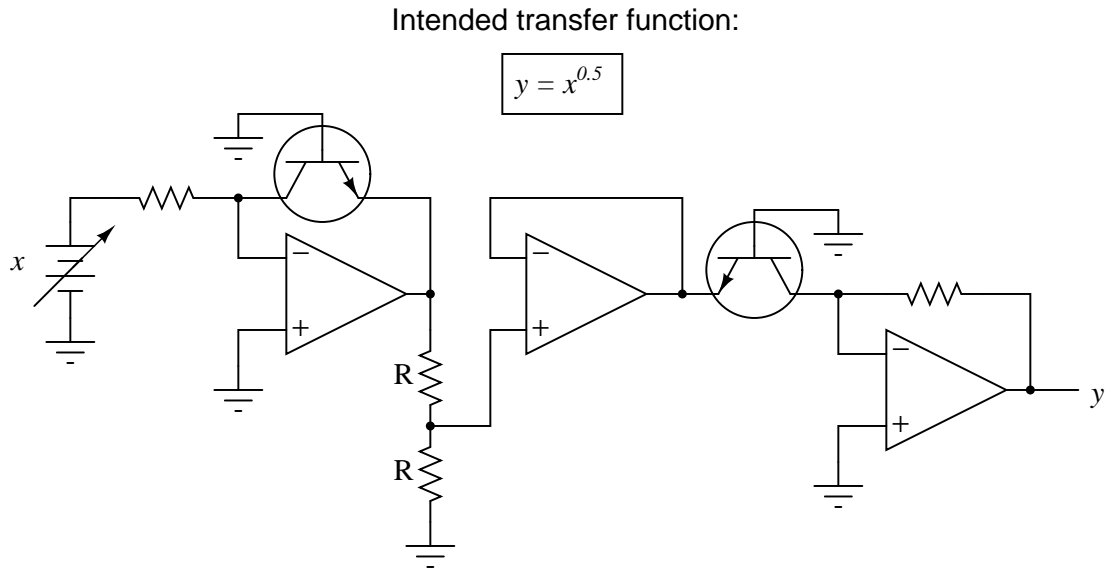 Intended transfer function:
y = x^0.5
x
−
+
R
R
−
+
−
+
y